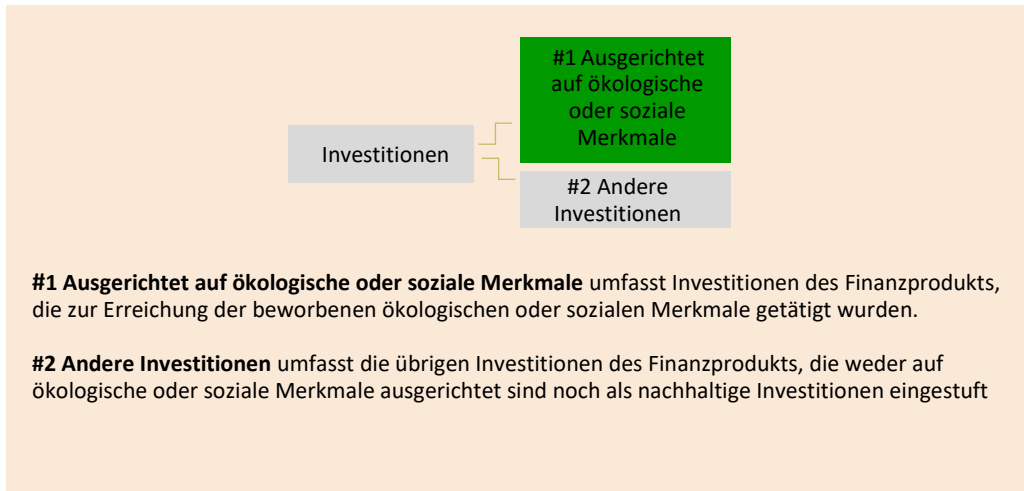 #1 Ausgerichtet
auf ökologische
oder soziale
Merkmale
Investitionen
#2 Andere
Investitionen
#1 Ausgerichtet auf ökologische oder soziale Merkmale umfasst Investitionen des Finanzprodukts,
die zur Erreichung der beworbenen ökologischen oder sozialen Merkmale getätigt wurden.
#2 Andere Investitionen umfasst die übrigen Investitionen des Finanzprodukts, die weder auf
ökologische oder soziale Merkmale ausgerichtet sind noch als nachhaltige Investitionen eingestuft